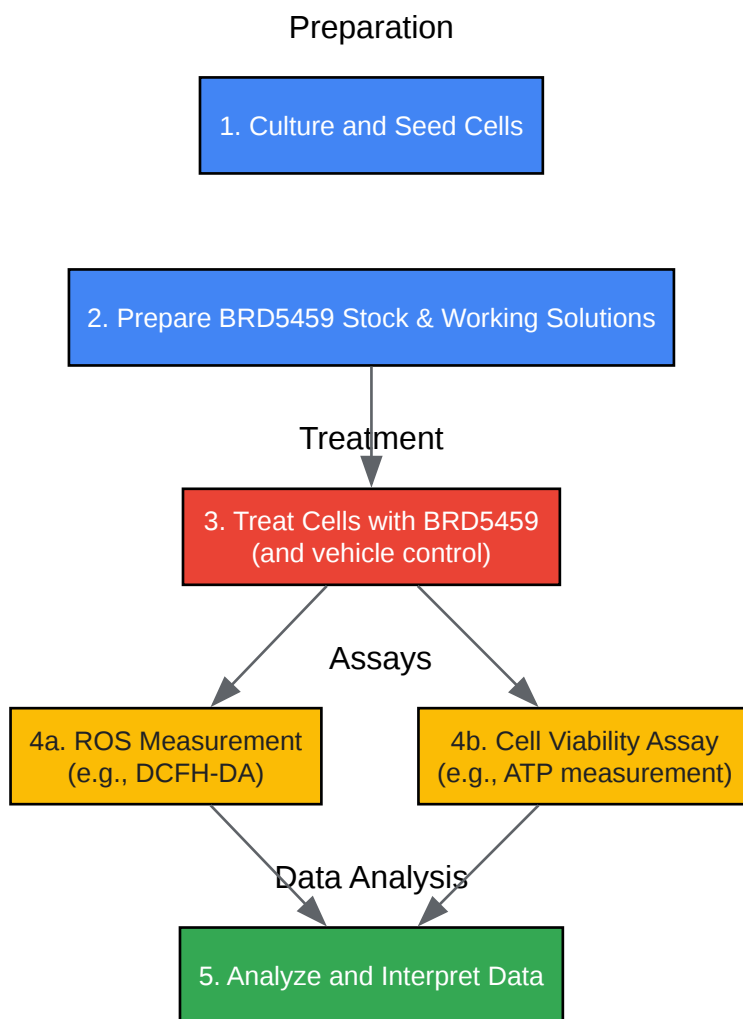 Preparation
1. Culture and Seed Cells
2. Prepare BRD5459 Stock & Working Solutions
Treatment
3. Treat Cells with BRD5459
(and vehicle control)
Assays
4a. ROS Measurement
(e.g., DCFH-DA)
4b. Cell Viability Assay
(e.g., ATP measurement)
Data Analysis
5. Analyze and Interpret Data